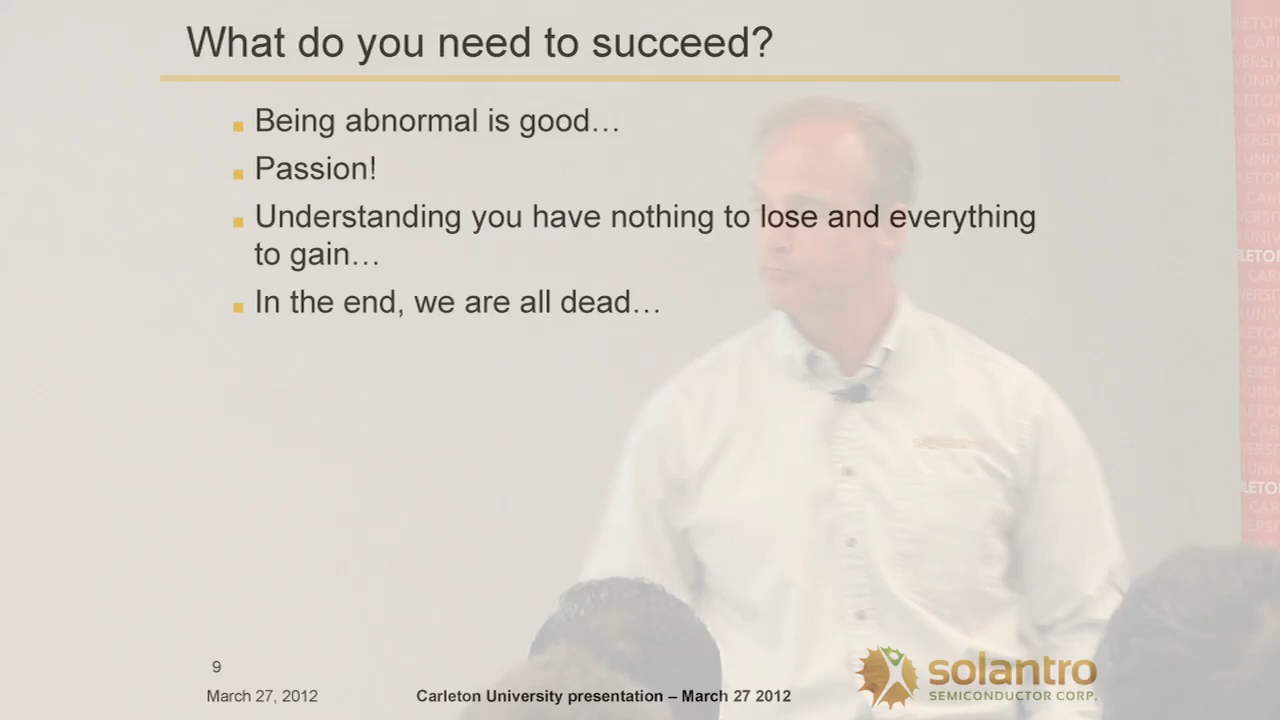 What do you need to succeed?
Being abnormal is good…
Passion!
Understanding you have nothing to lose and everything
to gain…
In the end, we are all dead…
9
March 27, 2012
Carleton University presentation – March 27 2012
solantro
SEMICONDUCTOR CORP.
LETON
LETON